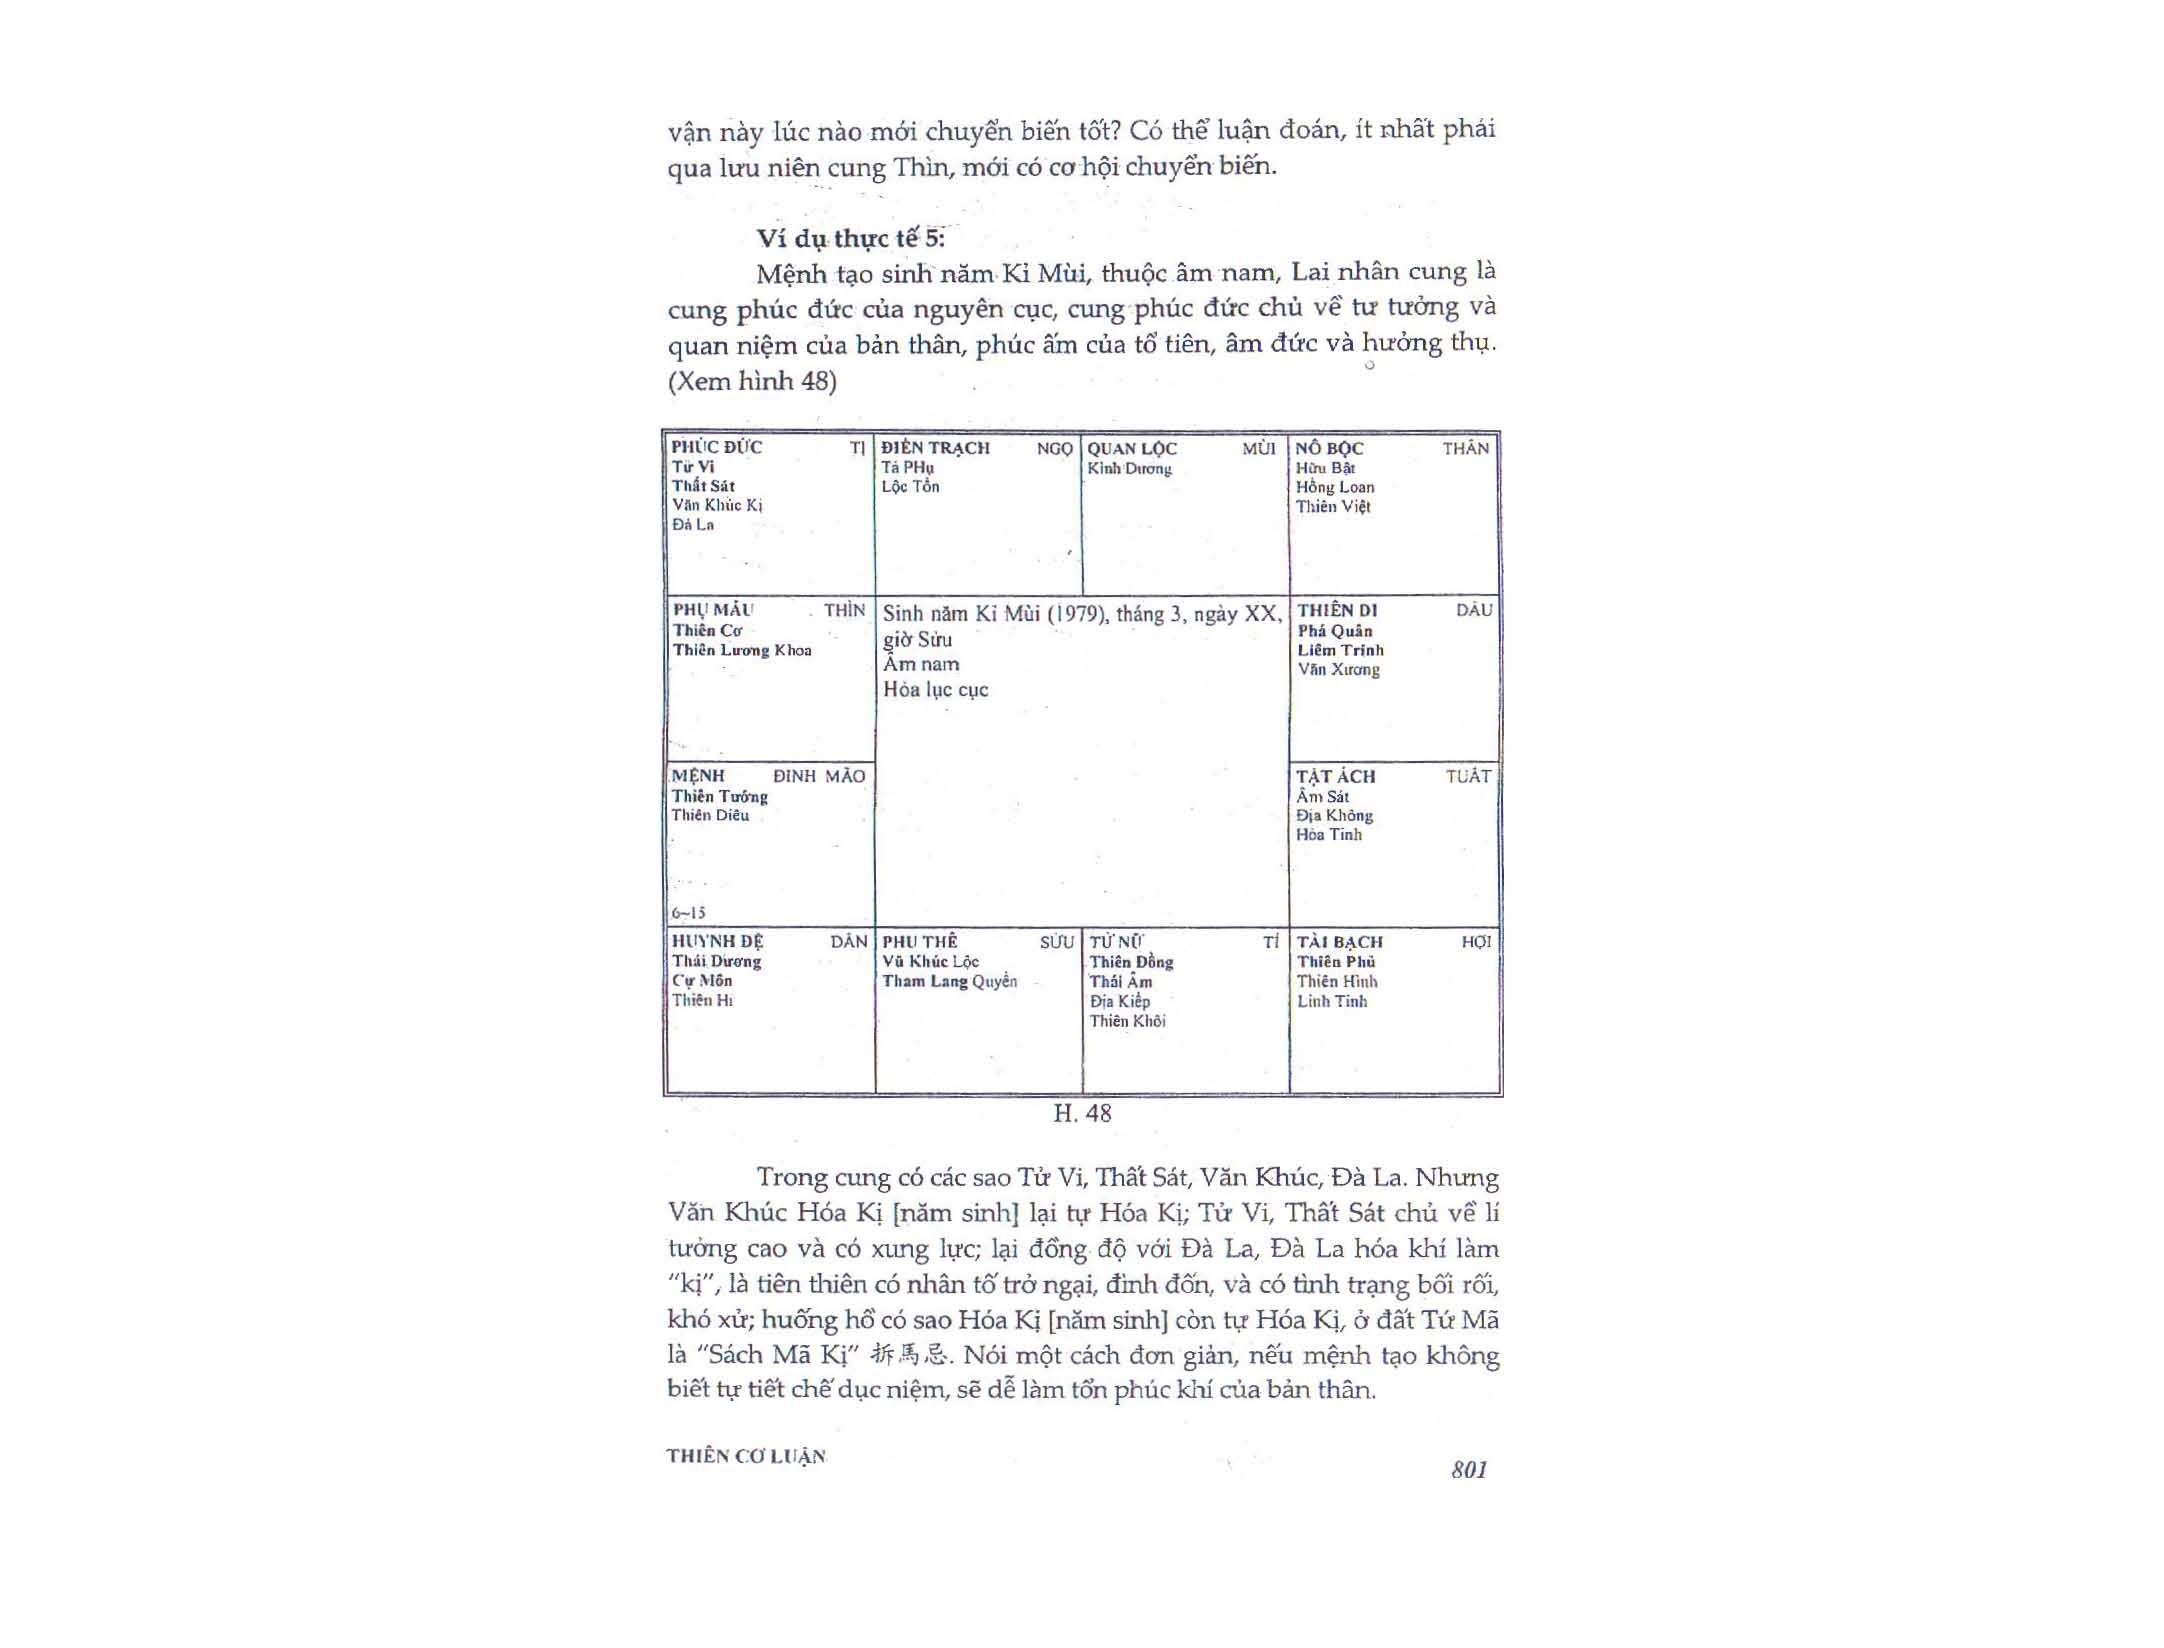 vận này lúc nào mới chuyển biến tốt? Có thể luận đoán, ít nhất phải
qua lưu niên cung Thìn, mới có cơ hội chuyển biến.
Ví dụ thực tế 5:
Mệnh tạo sinh năm Kỉ Mùi, thuộc âm nam, Lai nhân cung là
cung phúc đức của nguyên cục, cung phúc đức chủ về tư tưởng và
quan niệm của bản thân, phúc ấm của tổ tiên, âm đức và hưởng thụ.
(Xem hình 48)
PHÚC ĐỨC TỊ
Tử Vi
Thất Sát
Văn Khúc Kị
Đà La
ĐIỀN TRẠCH NGỌ
Tả PHụ
Lộc Tồn
QUAN LỘC MÙI
Kình Dương
NÔ BỘC THÂN
Hữu Bật
Hồng Loan
Thiên Việt
PHỤ MẪU THÌN
Thiên Cơ
Thiên Lương Khoa
Sinh năm Kỉ Mùi (1979), tháng 3, ngày XX,
giờ Sửu
Âm nam
Hỏa lục cục
THIÊN DI DẬU
Phá Quân
Liêm Trinh
Văn Xương
MỆNH ĐINH MÃO
Thiên Tướng
Thiên Diêu
6~15
TẬT ÁCH TUẤT
Âm Sát
Địa Không
Hỏa Tinh
HUYNH ĐỆ DẦN
Thái Dương
Cự Môn
Thiên Hỉ
PHU THÊ SỬU
Vũ Khúc Lộc
Tham Lang Quyền
TỬ NỮ TÍ
Thiên Đồng
Thái Âm
Địa Kiếp
Thiên Khôi
TÀI BẠCH HỢI
Thiên Phủ
Thiên Hình
Linh Tinh
H. 48
Trong cung có các sao Tử Vi, Thất Sát, Văn Khúc, Đà La. Nhưng
Văn Khúc Hóa Kị [năm sinh] lại tự Hóa Kị; Tử Vi, Thất Sát chủ về lí
tưởng cao và có xung lực; lại đồng độ với Đà La, Đà La hóa khí làm
"kị", là tiên thiên có nhân tố trở ngại, đình đốn, và có tình trạng bối rối,
khó xử; huống hồ có sao Hóa Kị [năm sinh] còn tự Hóa Kị, ở đất Tứ Mã
là "Sách Mã Kị" 拆馬忌. Nói một cách đơn giản, nếu mệnh tạo không
biết tự tiết chế dục niệm, sẽ dễ làm tổn phúc khí của bản thân.
THIÊN CƠ LUẬN
801